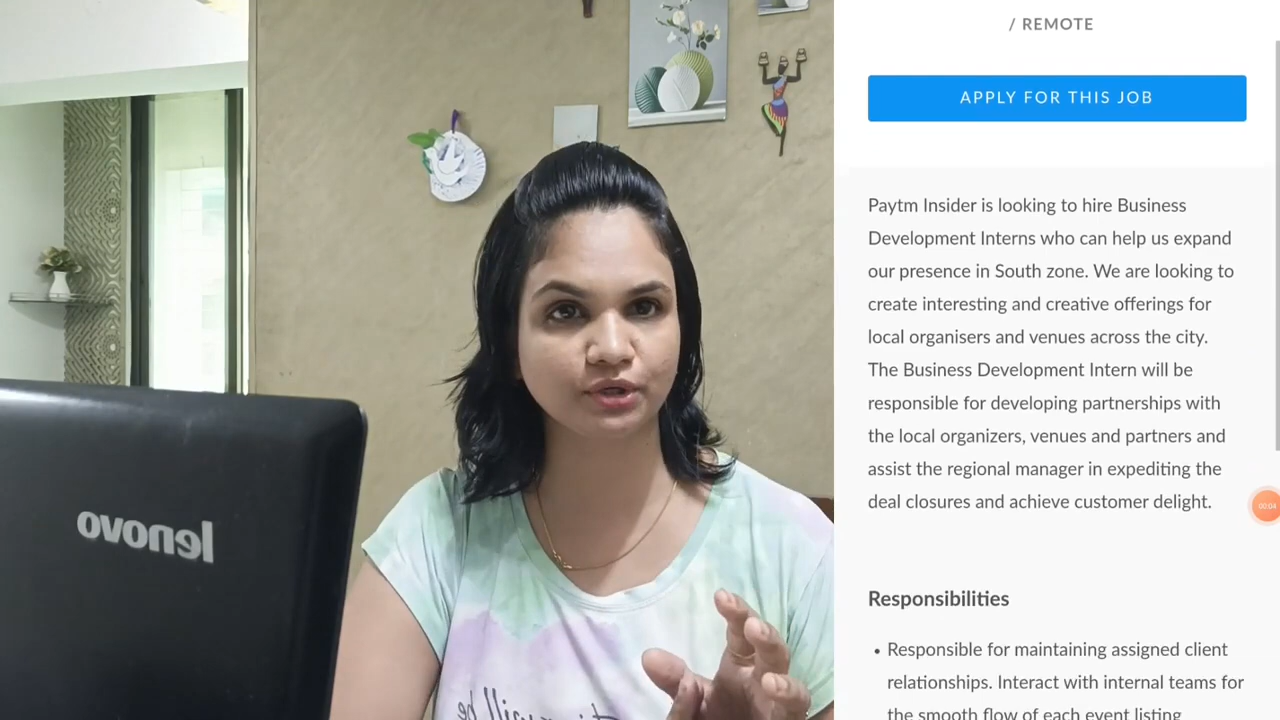 / REMOTE
APPLY FOR THIS JOB
Paytm Insider is looking to hire Business
Development Interns who can help us expand
our presence in South zone. We are looking to
create interesting and creative offerings for
local organisers and venues across the city.
The Business Development Intern will be
responsible for developing partnerships with
the local organizers, venues and partners and
assist the regional manager in expediting the
deal closures and achieve customer delight.
00:04
Responsibilities
• Responsible for maintaining assigned client
relationships. Interact with internal teams for
the smooth flow of each event listing
lenovo
will be